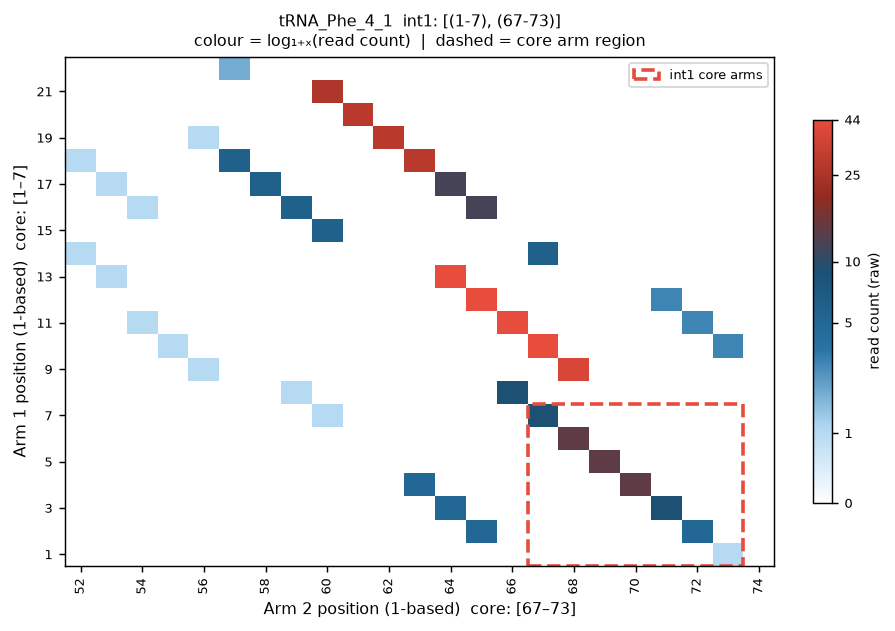 tRNA_Phe_4_1  int1: [(1-7), (67-73)]
colour = log₁₊ₓ(read count)  |  dashed = core arm region
int1 core arms
Arm 1 position (1-based)  core: [1–7]
21
19
17
15
13
11
9
7
5
3
1
52 54 56 58 60 62 64 66 68 70 72 74
Arm 2 position (1-based)  core: [67–73]
44
25
10
5
1
0
read count (raw)